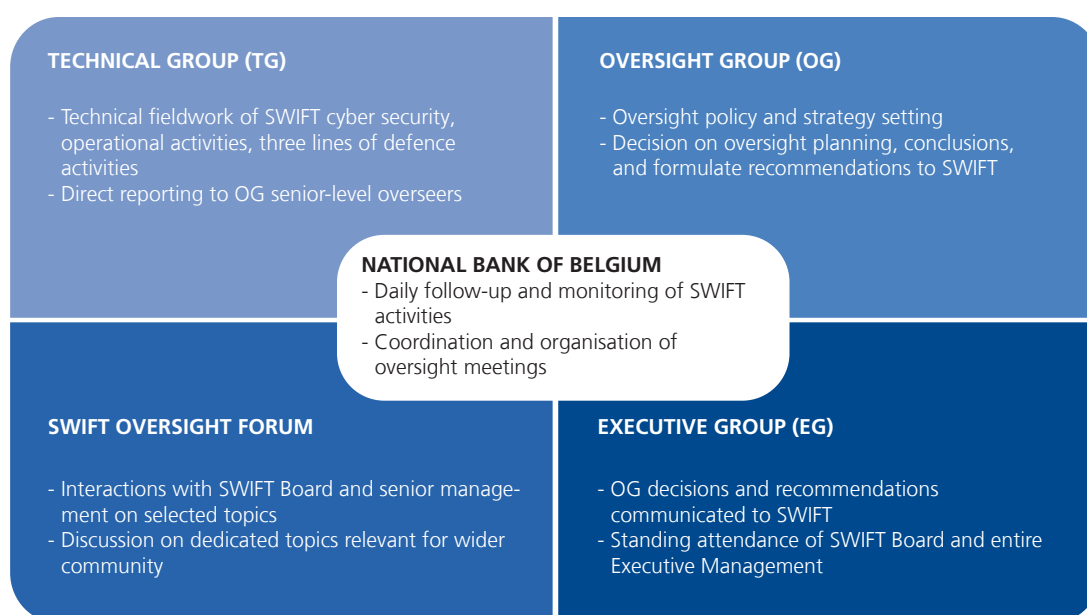 TECHNICAL GROUP (TG)
- Technical fieldwork of SWIFT cyber security,
operational activities, three lines of defence
activities
- Direct reporting to OG senior-level overseers
OVERSIGHT GROUP (OG)
- Oversight policy and strategy setting
- Decision on oversight planning, conclusions,
and formulate recommendations to SWIFT
NATIONAL BANK OF BELGIUM
- Daily follow-up and monitoring of SWIFT
activities
- Coordination and organisation of
oversight meetings
SWIFT OVERSIGHT FORUM
- Interactions with SWIFT Board and senior manage-
ment on selected topics
- Discussion on dedicated topics relevant for wider
community
EXECUTIVE GROUP (EG)
- OG decisions and recommendations
communicated to SWIFT
- Standing attendance of SWIFT Board and entire
Executive Management